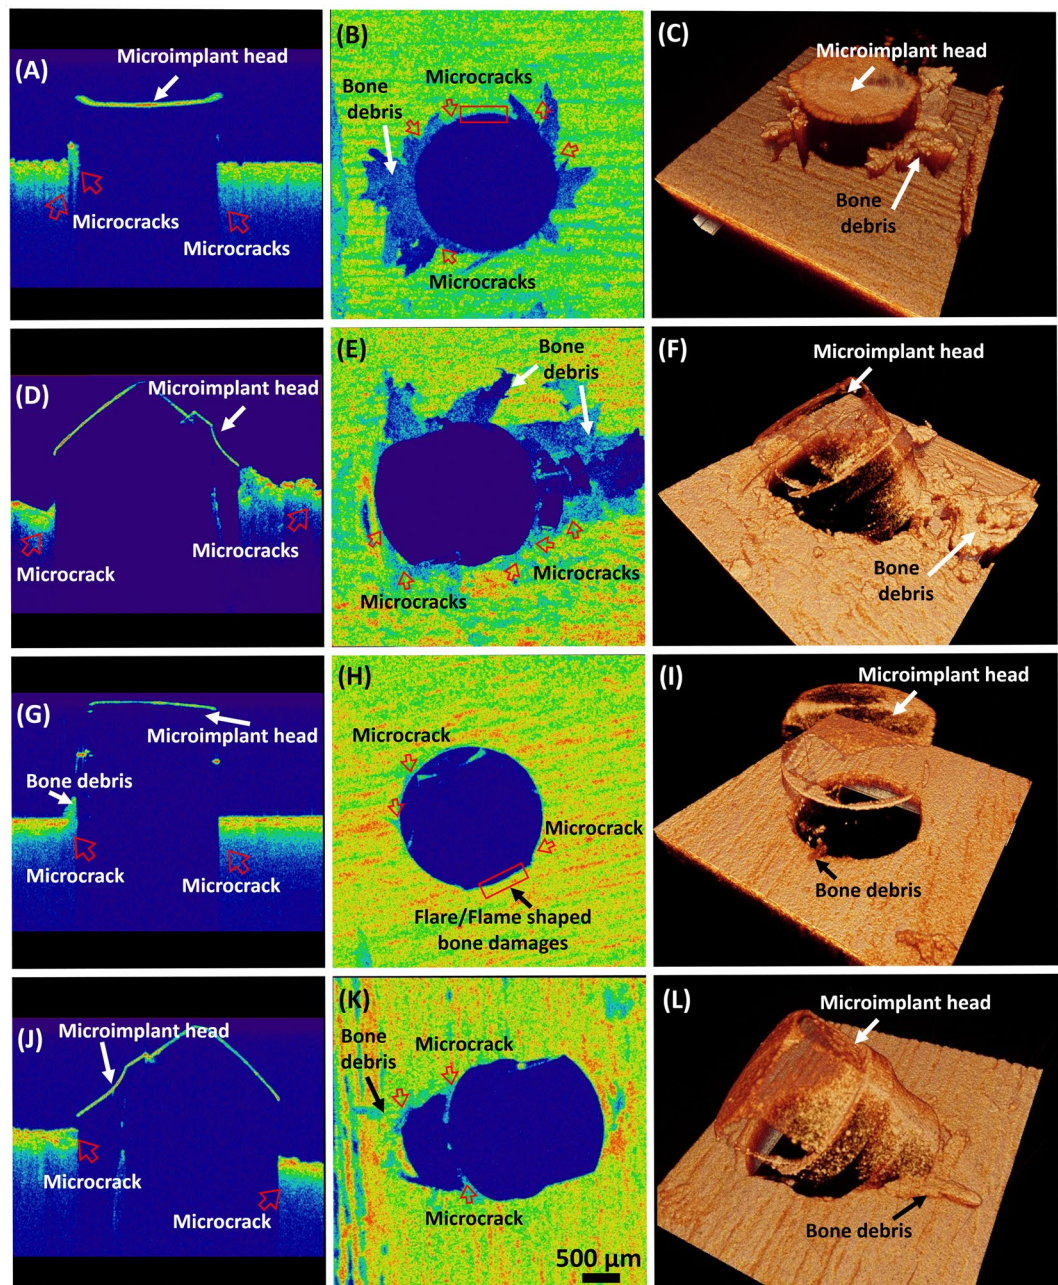 (A)
Microimplant head
Microcracks
Microcracks
(B)
Microcracks
Bone
debris
Microcracks
(C)
Microimplant head
Bone
debris
(D)
Microimplant head
Microcracks
Microcrack
(E)
Bone
debris
Microcracks
Microcracks
(F)
Microimplant head
Bone
debris
(G)
Microimplant head
Bone debris
Microcrack
Microcrack
(H)
Microcrack
Microcrack
Flare/Flame shaped
bone damages
(I)
Microimplant head
Bone debris
(J)
Microimplant head
Microcrack
Microcrack
(K)
Bone
debris
Microcrack
Microcrack
500 μm
(L)
Microimplant head
Bone debris